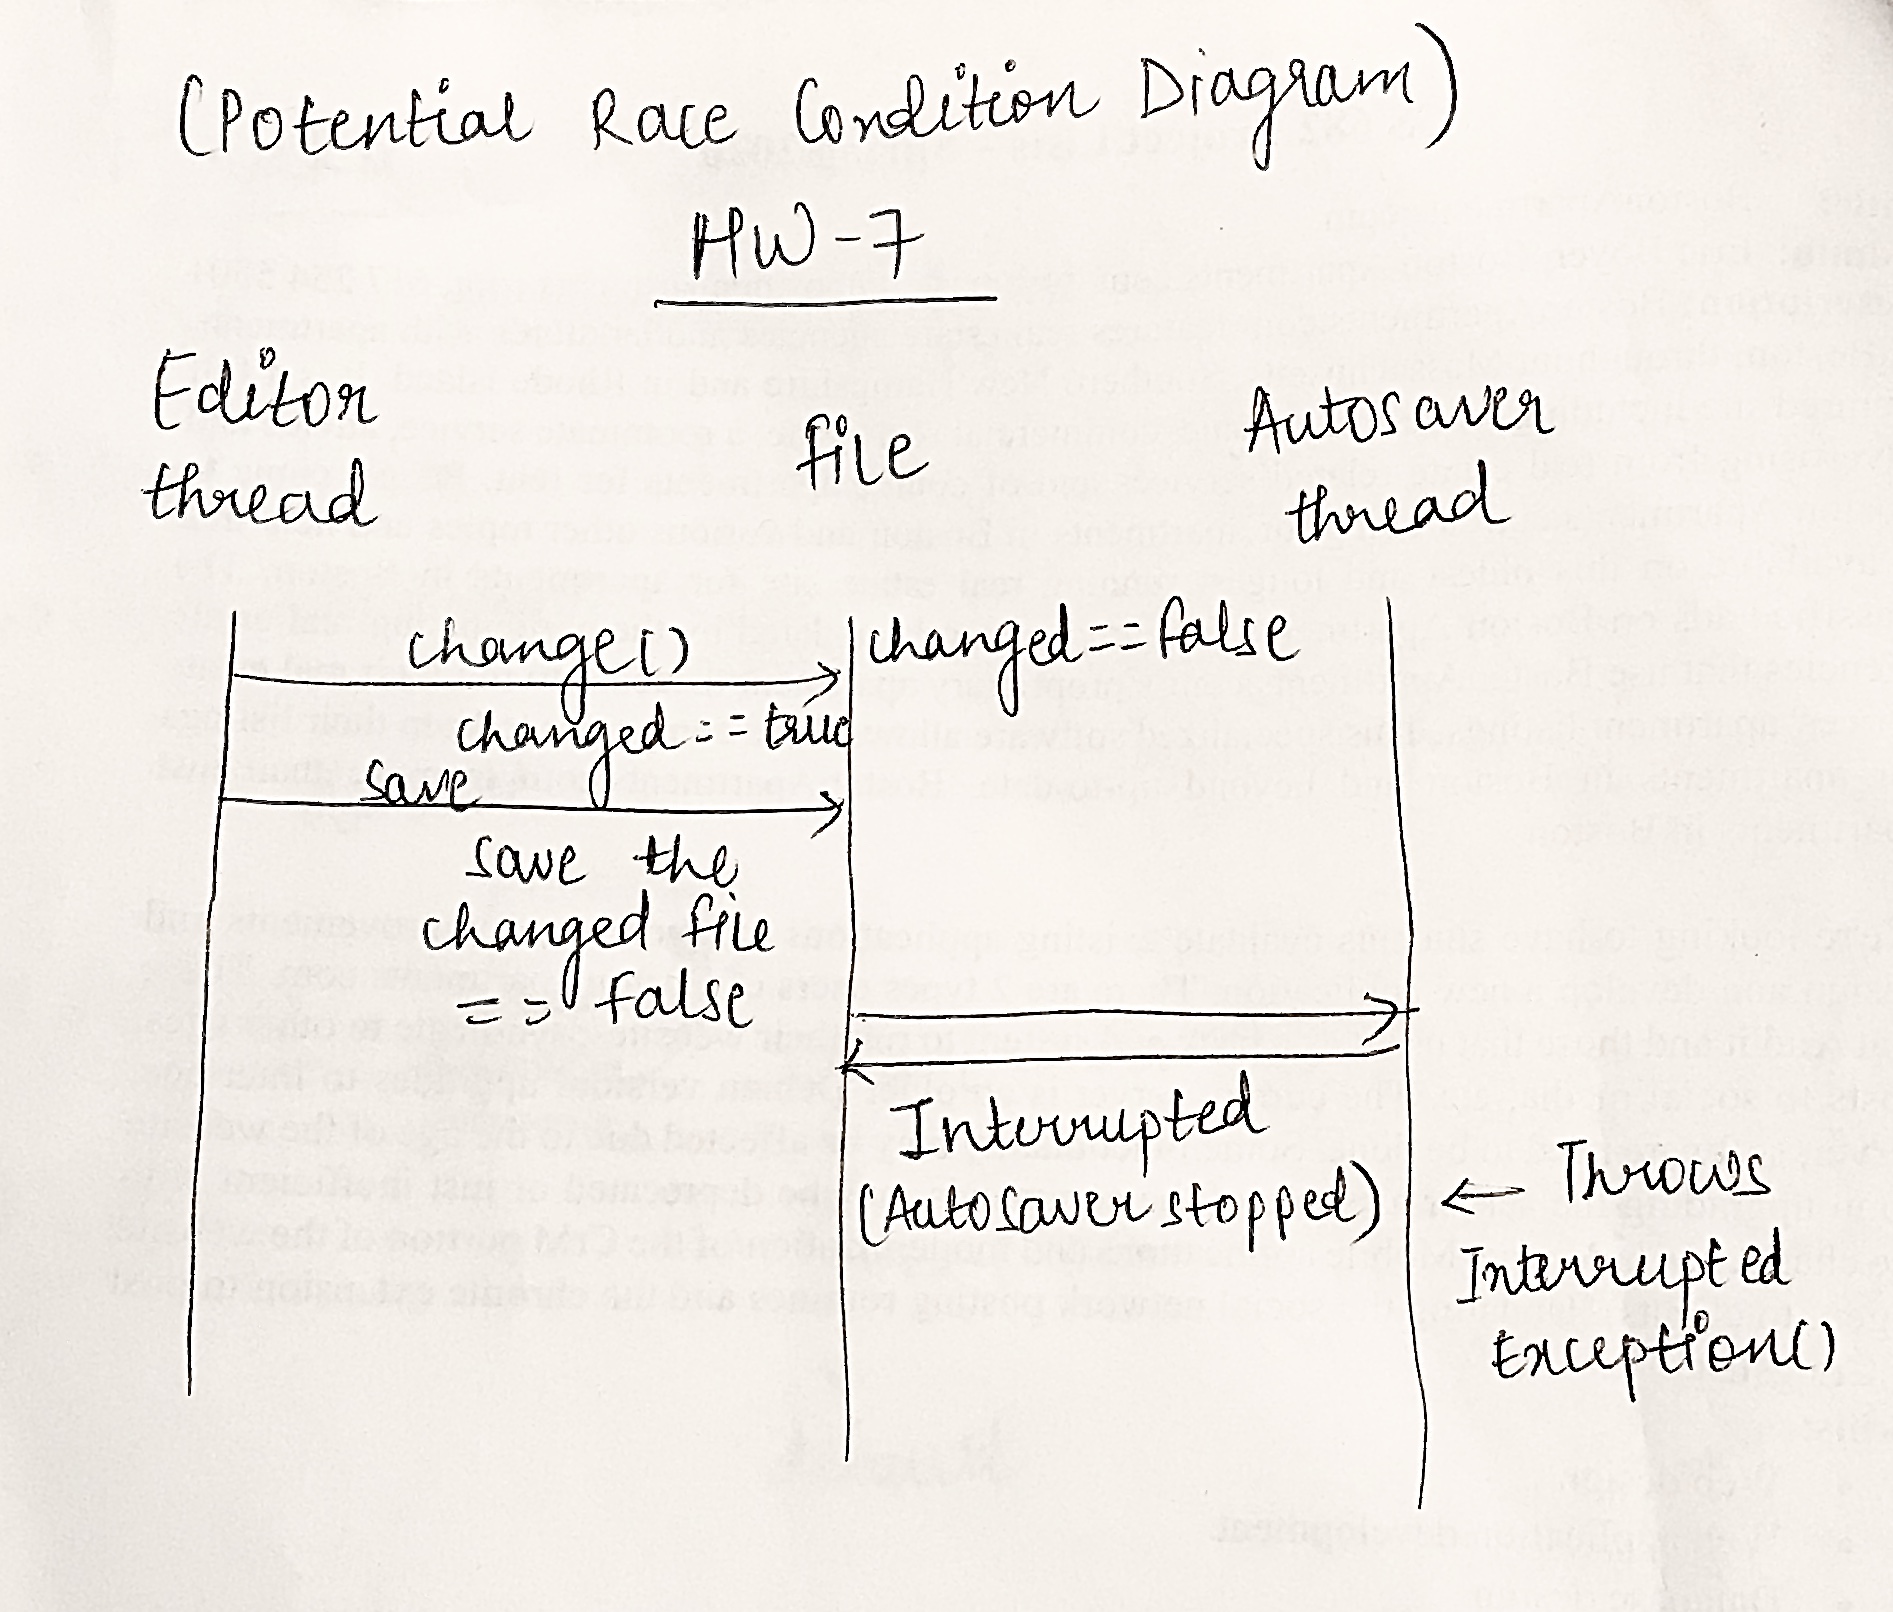 (Potential Race Condition Diagram)
HW-7
Editor
thread
file
Autosaver
thread
change()
changed==false
changed==true
save
save the
changed file
== false
Interrupted
(Autosaver stopped)
← Throws
Interrupted
Exception()